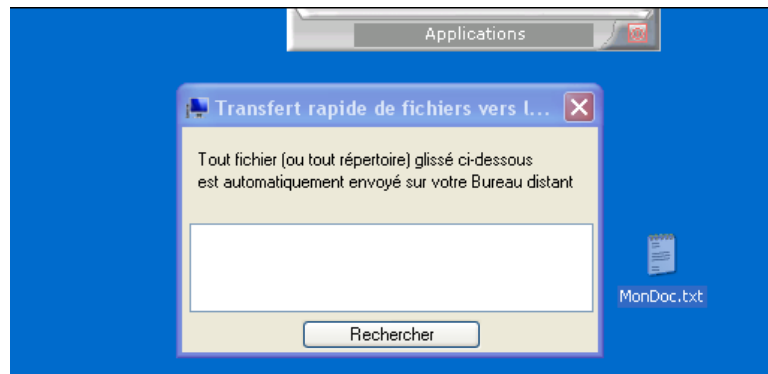 Applications
Transfert rapide de fichiers vers l...
Tout fichier (ou tout répertoire) glissé ci-dessous
est automatiquement envoyé sur votre Bureau distant
MonDoc.txt
Rechercher